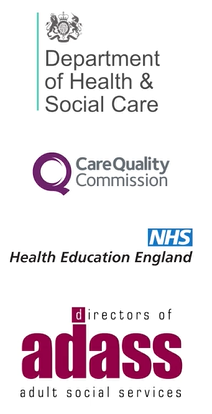 Department
of Health &
Social Care
CareQuality
Commission
NHS
Health Education England
directors of
adass
adult social services